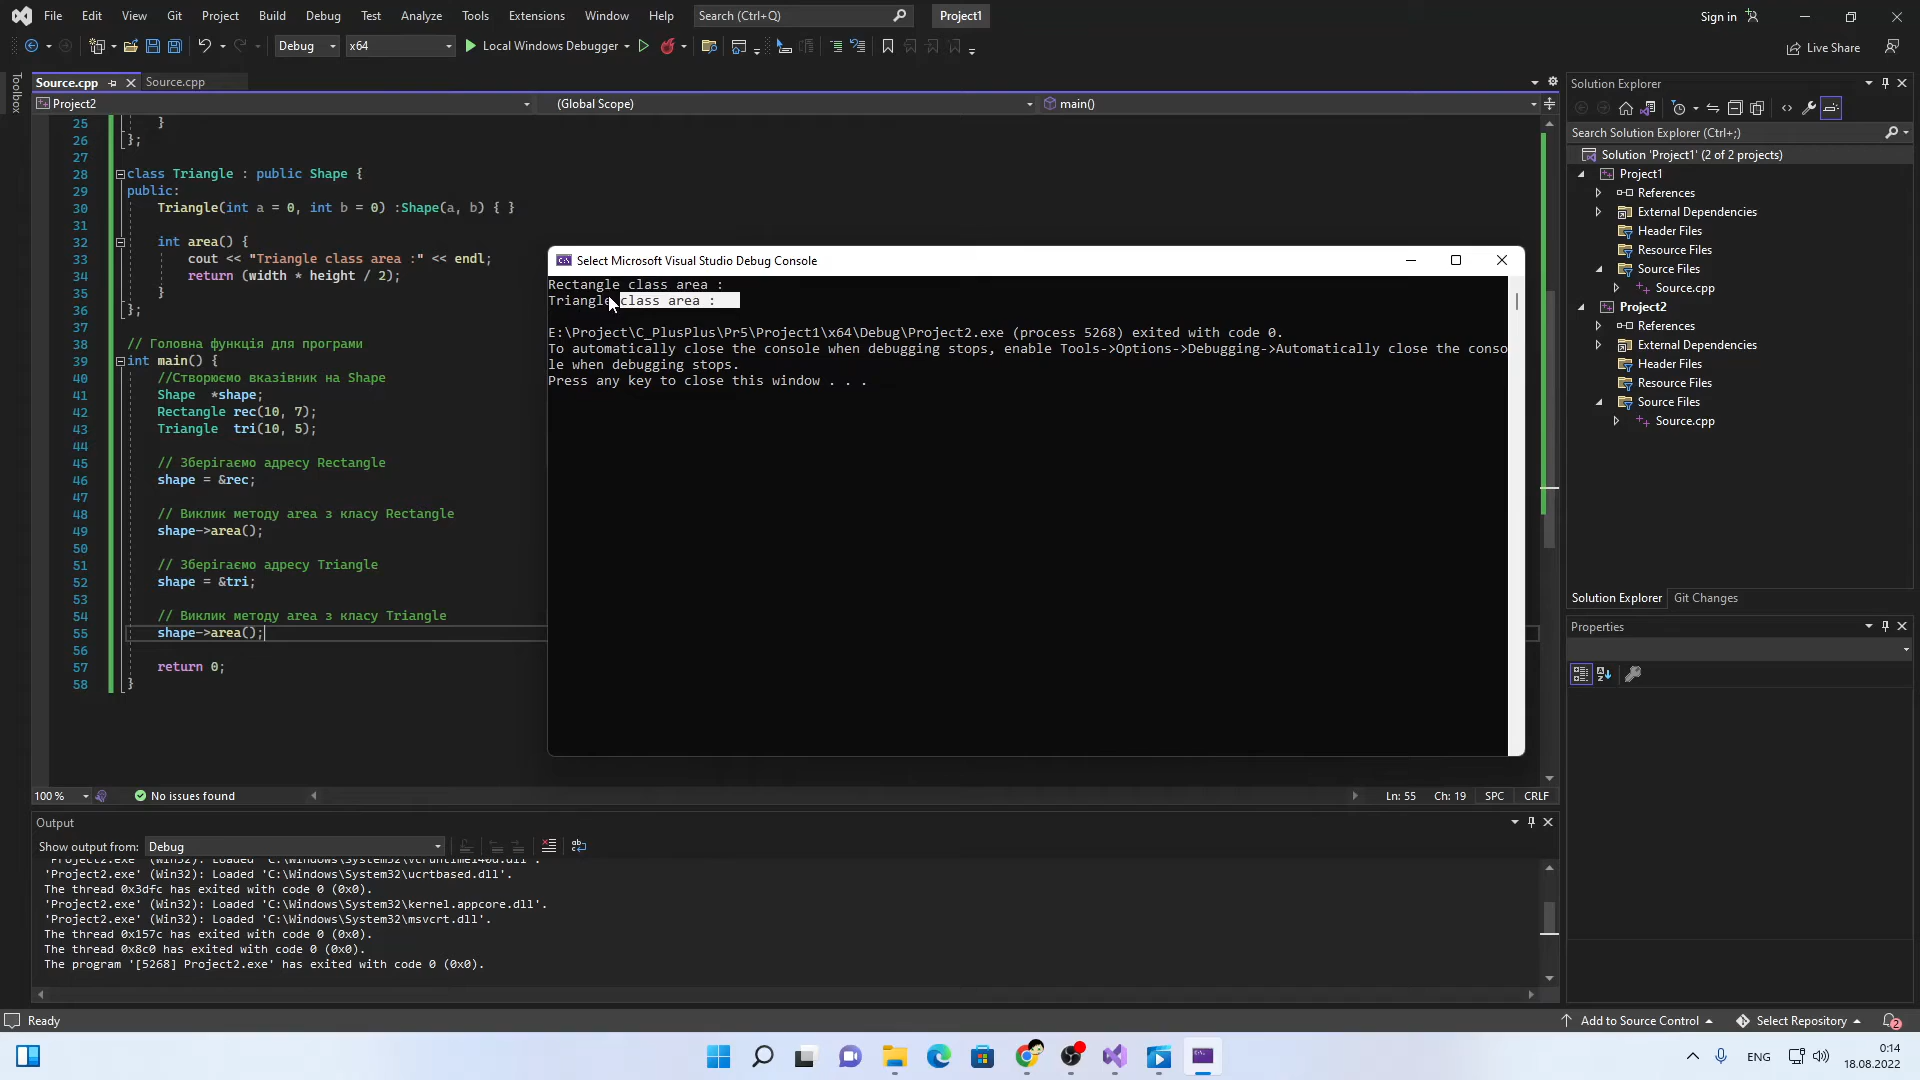 File Edit View Git Project Build Debug Test Analyze Tools Extensions Window Help Search (Ctrl+Q) Project1 Sign in
Debug x64 Local Windows Debugger Live Share
Toolbox
Source.cpp Source.cpp
Project2 (Global Scope) main()
25 }
26 };
27
28 class Triangle : public Shape {
29 public:
30 Triangle(int a = 0, int b = 0) :Shape(a, b) { }
31
32 int area() {
33 cout << "Triangle class area :" << endl;
34 return (width * height / 2);
35 }
36 };
37
38 // Головна функція для програми
39 int main() {
40 //Створюємо вказівник на Shape
41 Shape *shape;
42 Rectangle rec(10, 7);
43 Triangle tri(10, 5);
44
45 // Зберігаємо адресу Rectangle
46 shape = &rec;
47
48 // Виклик методу area з класу Rectangle
49 shape->area();
50
51 // Зберігаємо адресу Triangle
52 shape = &tri;
53
54 // Виклик методу area з класу Triangle
55 shape->area();
56
57 return 0;
58 }
Select Microsoft Visual Studio Debug Console
Rectangle class area :
Triangle class area :
E:\Project\C_PlusPlus\Pr5\Project1\x64\Debug\Project2.exe (process 5268) exited with code 0.
To automatically close the console when debugging stops, enable Tools->Options->Debugging->Automatically close the conso
le when debugging stops.
Press any key to close this window . . .
100 % No issues found Ln: 55 Ch: 19 SPC CRLF
Output
Show output from: Debug
'Project2.exe' (Win32): Loaded 'C:\Windows\System32\vcruntime140d.dll'.
'Project2.exe' (Win32): Loaded 'C:\Windows\System32\ucrtbased.dll'.
The thread 0x3dfc has exited with code 0 (0x0).
'Project2.exe' (Win32): Loaded 'C:\Windows\System32\kernel.appcore.dll'.
'Project2.exe' (Win32): Loaded 'C:\Windows\System32\msvcrt.dll'.
The thread 0x157c has exited with code 0 (0x0).
The thread 0x8c0 has exited with code 0 (0x0).
The program '[5268] Project2.exe' has exited with code 0 (0x0).
Solution Explorer
Search Solution Explorer (Ctrl+;)
Solution 'Project1' (2 of 2 projects)
Project1
References
External Dependencies
Header Files
Resource Files
Source Files
Source.cpp
Project2
References
External Dependencies
Header Files
Resource Files
Source Files
Source.cpp
Solution Explorer Git Changes
Properties
Ready Add to Source Control Select Repository 2
ENG 0:14
18.08.2022